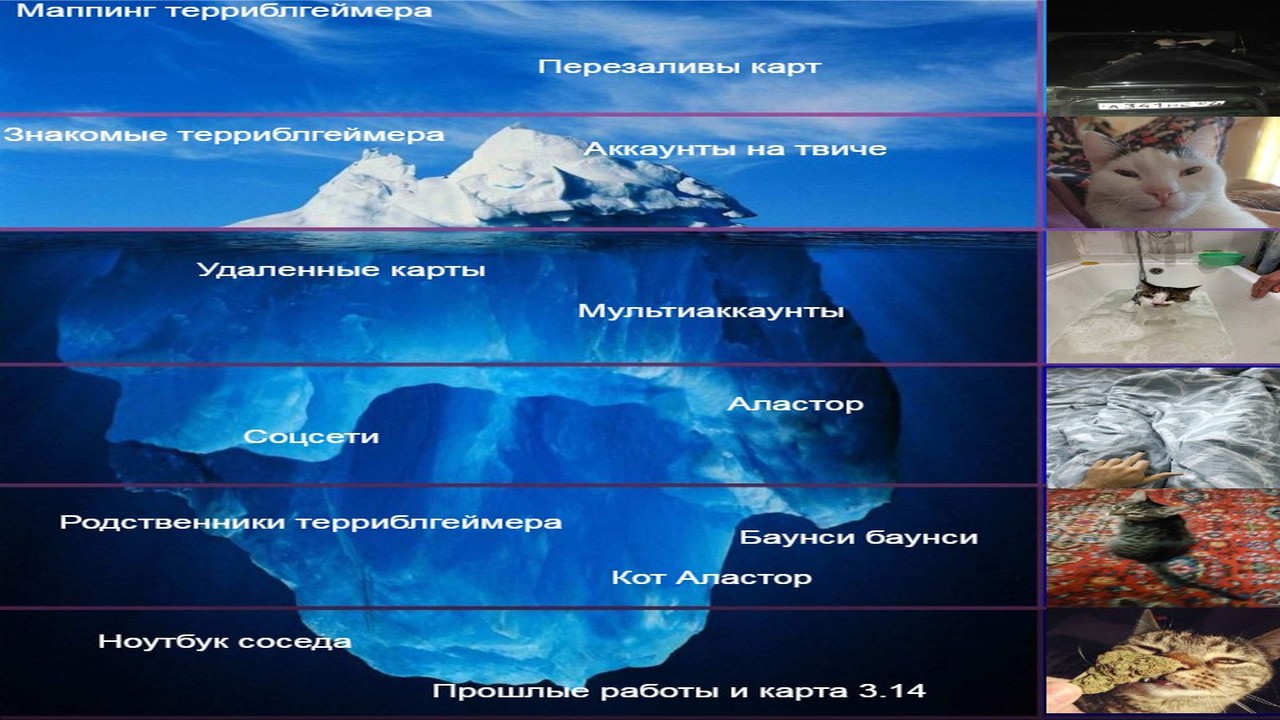 Маппинг терриблгеймера
Перезаливы карт
Знакомые терриблгеймера
Аккаунты на твиче
Удаленные карты
Мультиаккаунты
Аластор
Соцсети
Родственники терриблгеймера
Баунси баунси
Кот Аластор
Ноутбук соседа
Прошлые работы и карта 3.14